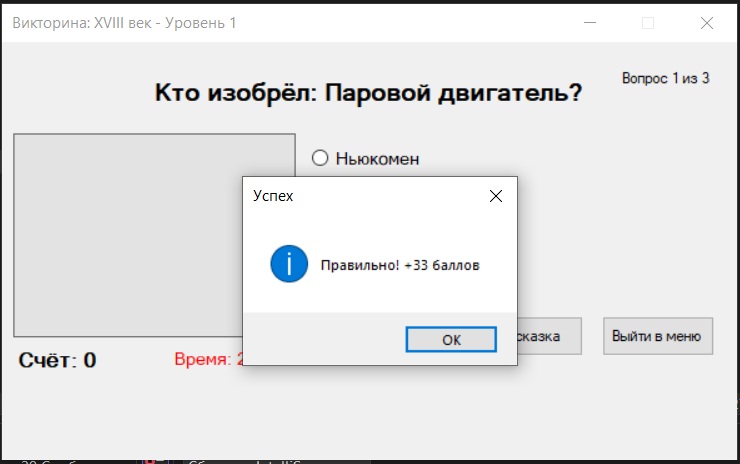 Викторина: XVIII век - Уровень 1
Вопрос 1 из 3
Кто изобрёл: Паровой двигатель?
Ньюкомен
Успех
Правильно! +33 баллов
OK
сказка
Выйти в меню
Счёт: 0
Время: 2